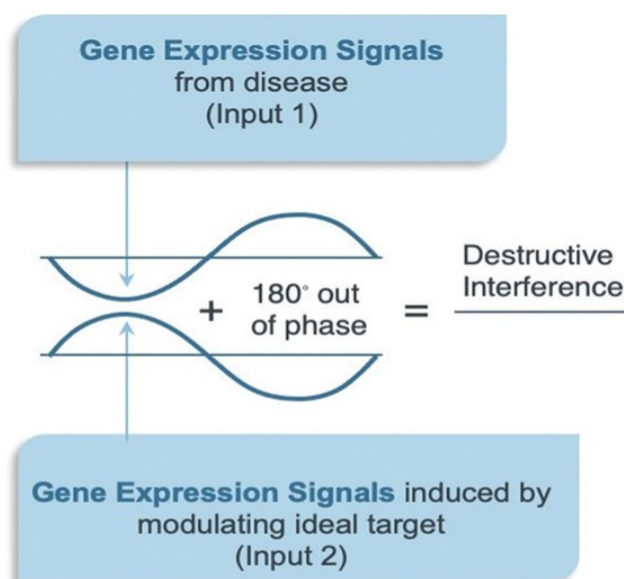 Gene Expression Signals
from disease
(Input 1)
Destructive
Interference
+ 180° out
of phase =
Gene Expression Signals induced by
modulating ideal target
(Input 2)